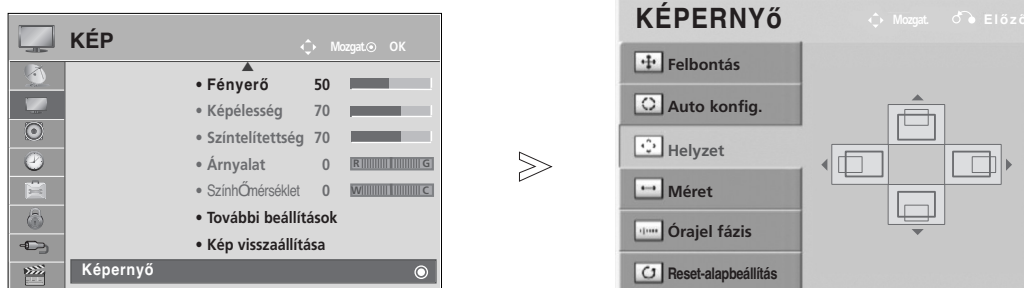 KÉP
Mozgat. OK
• Fényerő 50
• Képélesség 70
• Színtelítettség 70
• Árnyalat 0 R G
• SzínhŐmérséklet 0 W C
• További beállítások
• Kép visszaállítása
Képernyő
KÉPERNYő
Mozgat. Előző
Felbontás
Auto konfig.
Helyzet
Méret
Órajel fázis
Reset-alapbeállítás